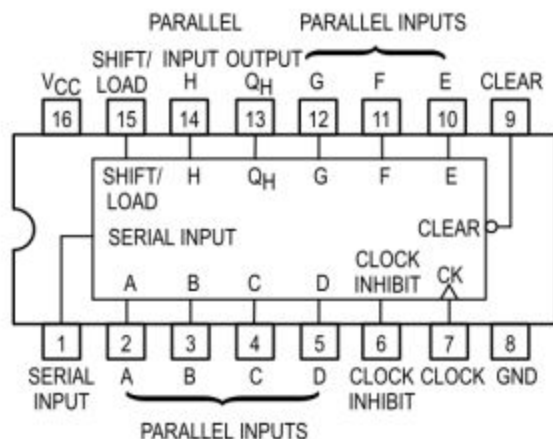 PARALLEL PARALLEL INPUTS
SHIFT/ INPUT OUTPUT
VCC LOAD H QH G F E CLEAR
16 15 14 13 12 11 10 9
SHIFT/ H QH G F E
LOAD
SERIAL INPUT CLEAR
CLOCK
A B C D INHIBIT CK
1 2 3 4 5 6 7 8
SERIAL A B C D CLOCK CLOCK GND
INPUT INHIBIT
PARALLEL INPUTS